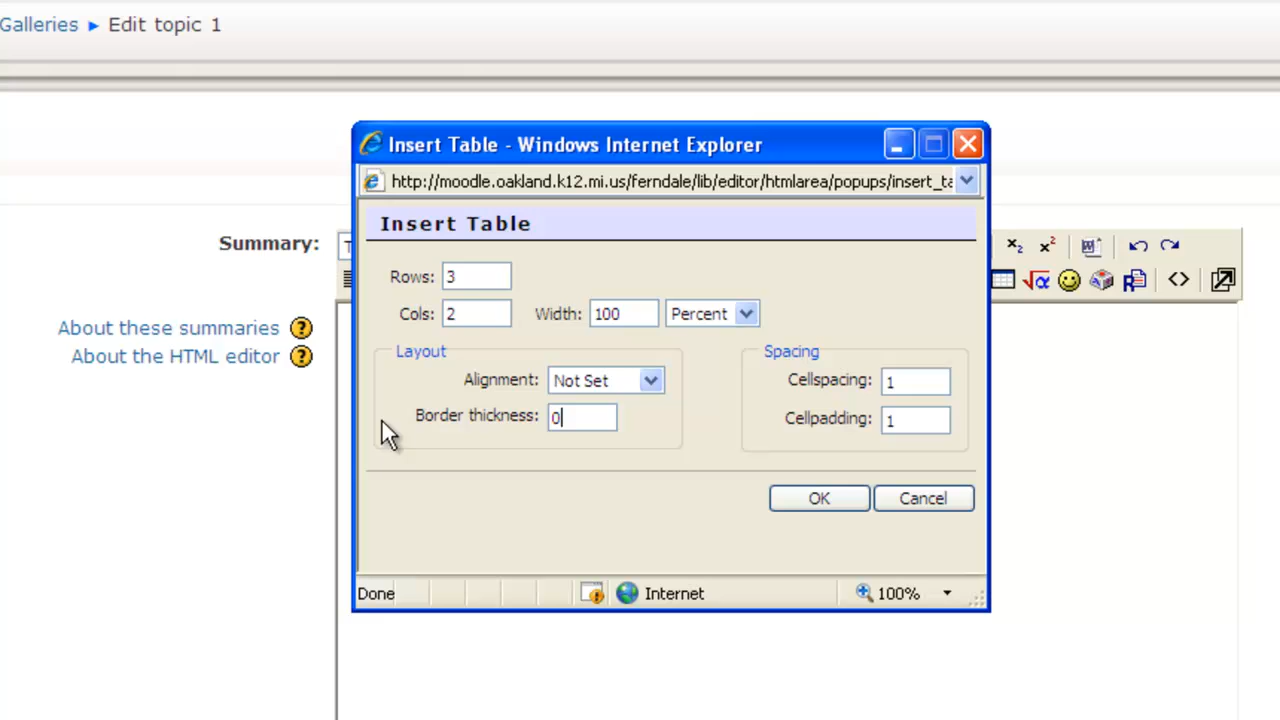 Galleries ► Edit topic 1
Insert Table - Windows Internet Explorer
http://moodle.oakland.k12.mi.us/ferndale/lib/editor/htmlarea/popups/insert_ta
Insert Table
Summary:
T
x₂ x²
Rows: 3
Cols: 2 Width: 100 Percent
About these summaries ?
About the HTML editor ?
Layout
Alignment: Not Set
Border thickness: 0
Spacing
Cellspacing: 1
Cellpadding: 1
OK Cancel
Done Internet 100%